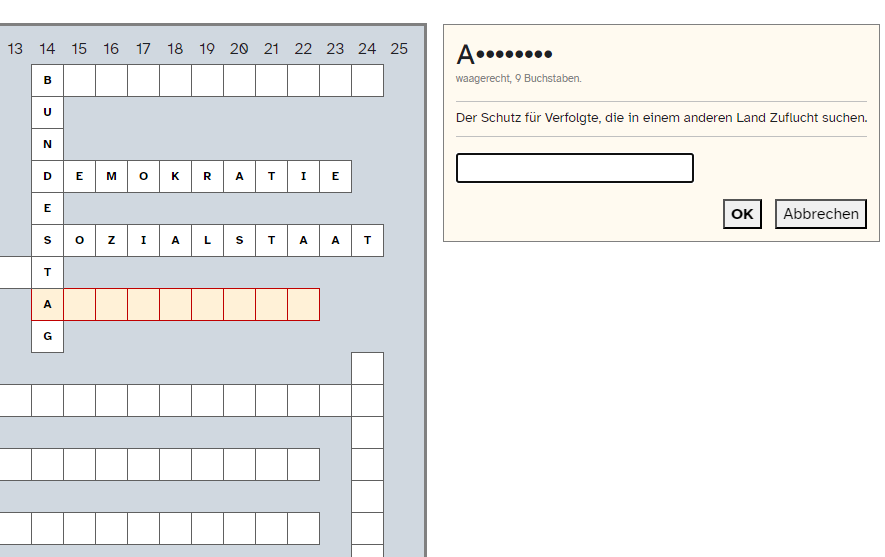 13 14 15 16 17 18 19 20 21 22 23 24 25
B
U
N
D E M O K R A T I E
E
S O Z I A L S T A A T
T
A
G
A••••••••
waagerecht, 9 Buchstaben.
Der Schutz für Verfolgte, die in einem anderen Land Zuflucht suchen.
OK Abbrechen